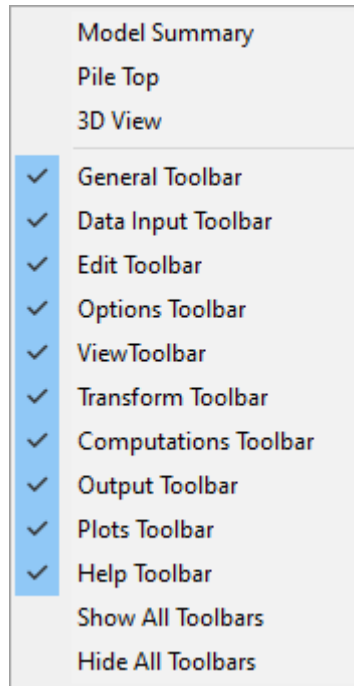 Model Summary
Pile Top
3D View
General Toolbar
Data Input Toolbar
Edit Toolbar
Options Toolbar
ViewToolbar
Transform Toolbar
Computations Toolbar
Output Toolbar
Plots Toolbar
Help Toolbar
Show All Toolbars
Hide All Toolbars